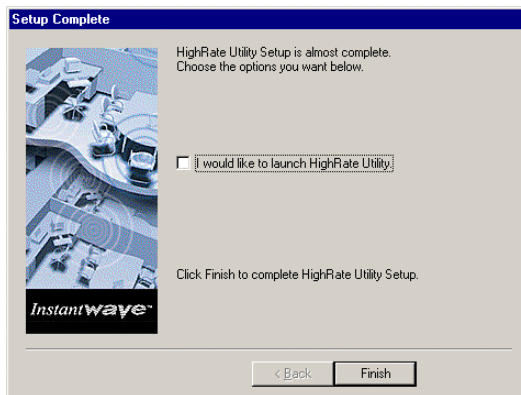 Setup Complete
HighRate Utility Setup is almost complete.
Choose the options you want below.
I would like to launch HighRate Utility.
Click Finish to complete HighRate Utility Setup.
Instantwave™
< Back
Finish